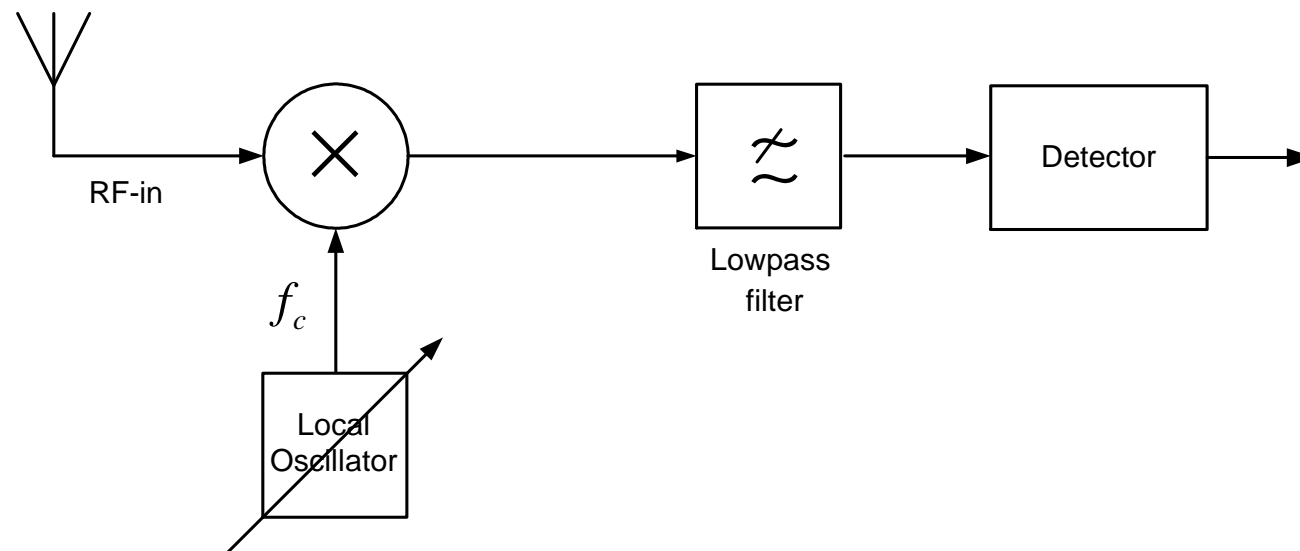 RF-in
Detector
Lowpass
filter
f_c
Local
Oscillator